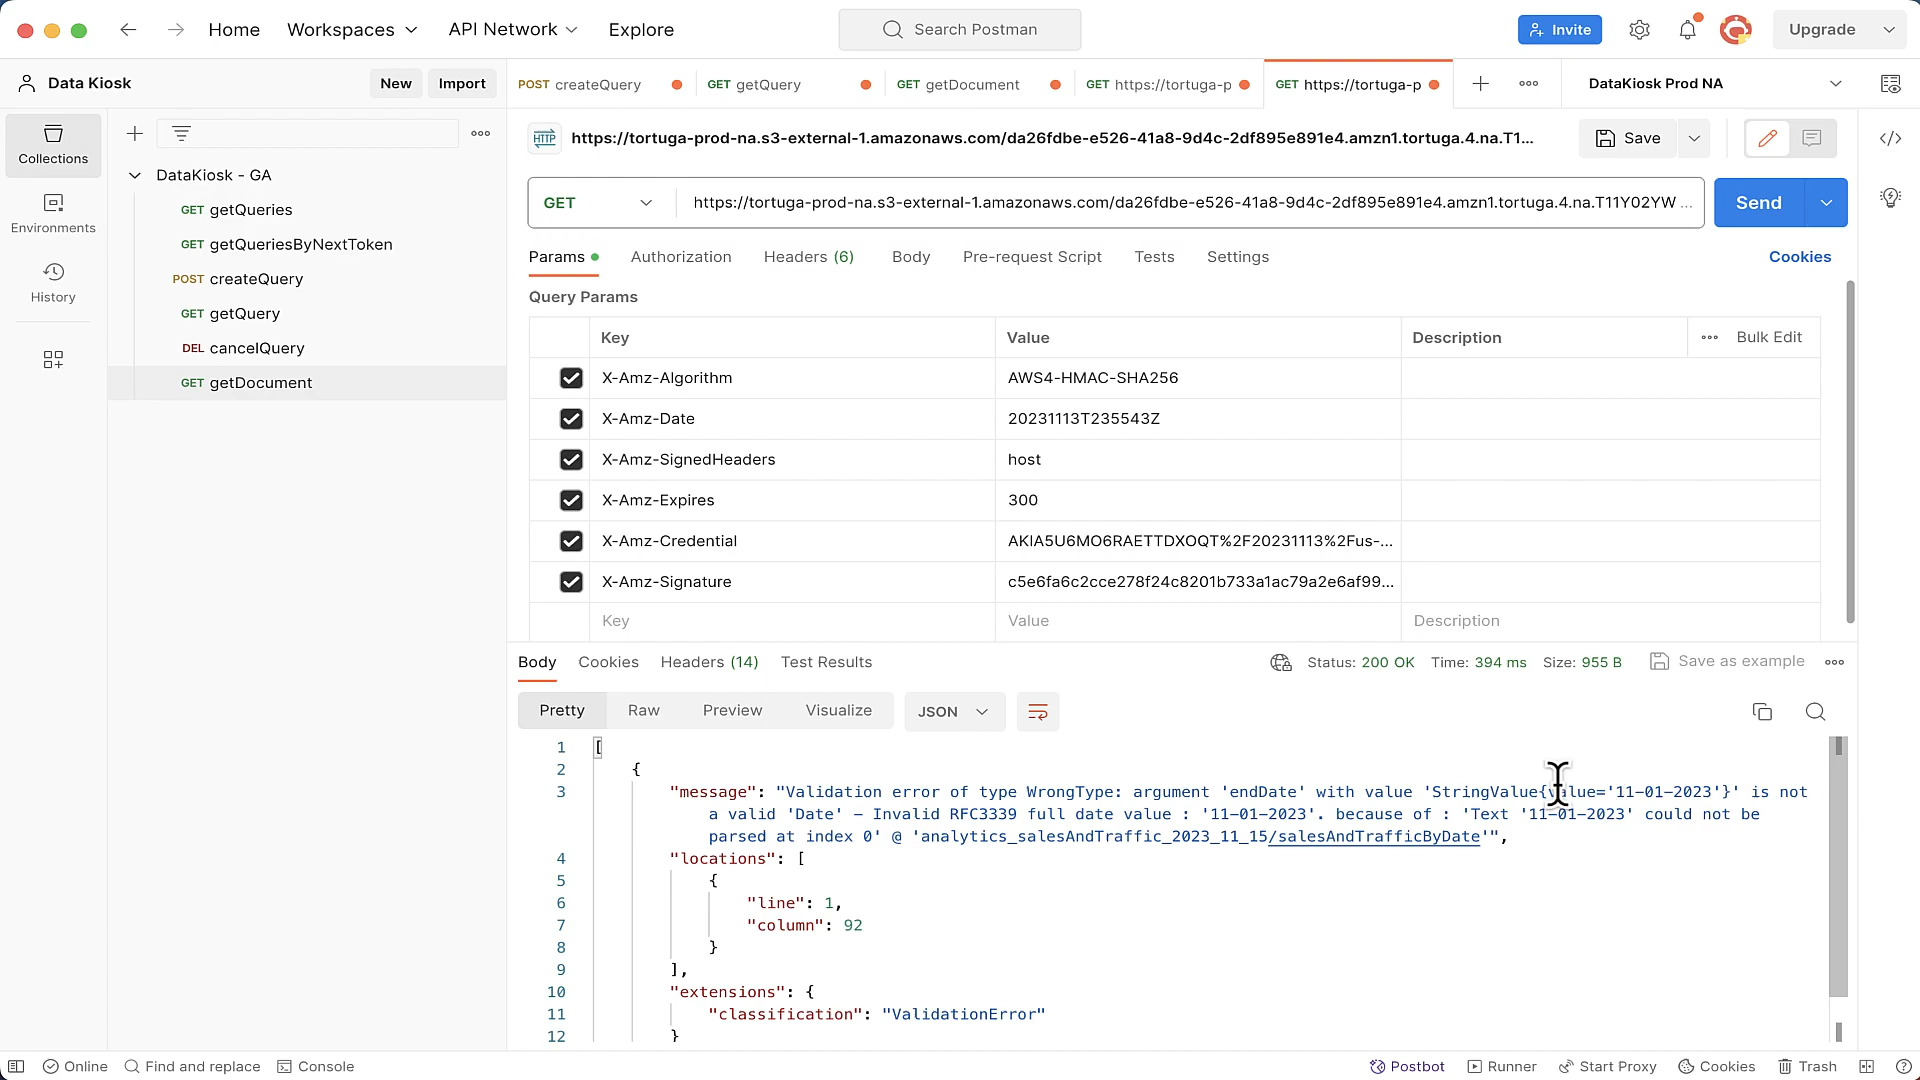 Home
Workspaces
API Network
Explore
Search Postman
Invite
Upgrade
Data Kiosk
New
Import
POST createQuery
GET getQuery
GET getDocument
GET https://tortuga-p
GET https://tortuga-p
DataKiosk Prod NA
Collections
Environments
History
DataKiosk - GA
GET getQueries
GET getQueriesByNextToken
POST createQuery
GET getQuery
DEL cancelQuery
GET getDocument
HTTP
https://tortuga-prod-na.s3-external-1.amazonaws.com/da26fdbe-e526-41a8-9d4c-2df895e891e4.amzn1.tortuga.4.na.T1...
Save
GET
https://tortuga-prod-na.s3-external-1.amazonaws.com/da26fdbe-e526-41a8-9d4c-2df895e891e4.amzn1.tortuga.4.na.T11Y02YW ...
Send
Params
Authorization
Headers (6)
Body
Pre-request Script
Tests
Settings
Cookies
Query Params
Key Value Description Bulk Edit
X-Amz-Algorithm AWS4-HMAC-SHA256
X-Amz-Date 20231113T235543Z
X-Amz-SignedHeaders host
X-Amz-Expires 300
X-Amz-Credential AKIA5U6MO6RAETTDXOQT%2F20231113%2Fus-...
X-Amz-Signature c5e6fa6c2cce278f24c8201b733a1ac79a2e6af99...
Key Value Description
Body
Cookies
Headers (14)
Test Results
Status: 200 OK
Time: 394 ms
Size: 955 B
Save as example
Pretty
Raw
Preview
Visualize
JSON
1 [
2 {
3 "message": "Validation error of type WrongType: argument 'endDate' with value 'StringValue{value='11-01-2023'}' is not
a valid 'Date' - Invalid RFC3339 full date value : '11-01-2023'. because of : 'Text '11-01-2023' could not be
parsed at index 0' @ 'analytics_salesAndTraffic_2023_11_15/salesAndTrafficByDate'",
4 "locations": [
5 {
6 "line": 1,
7 "column": 92
8 }
9 ],
10 "extensions": {
11 "classification": "ValidationError"
12 }
Online
Find and replace
Console
Postbot
Runner
Start Proxy
Cookies
Trash